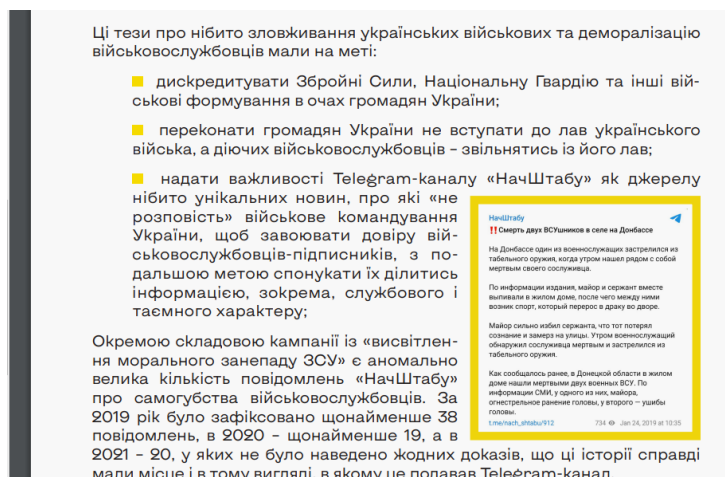 Ці тези про нібито зловживання українських військових та деморалізацію
військовослужбовців мали на меті:
дискредитувати Збройні Сили, Національну Гвардію та інші вій-
ськові формування в очах громадян України;
переконати громадян України не вступати до лав українського
війська, а діючих військовослужбовців – звільнятись із його лав;
надати важливості Telegram-каналу «НачШтабу» як джерелу
нібито унікальних новин, про які «не
розповість» військове командування
України, щоб завоювати довіру вій-
ськовослужбовців-підписників, з по-
дальшою метою спонукати їх ділитись
інформацією, зокрема, службового і
таємного характеру;
Окремою складовою кампанії із «висвітлен-
ня морального занепаду ЗСУ» є аномально
велика кількість повідомлень «НачШтабу»
про самогубства військовослужбовців. За
2019 рік було зафіксовано щонайменше 38
повідомлень, в 2020 – щонайменше 19, а в
2021 – 20, у яких не було наведено жодних доказів, що ці історії справді
мали місце і в тому вигляді, в якому це подавав Telegram-канал.
НачШтабу
‼️Смерть двух ВСУшников в селе на Донбассе
На Донбассе один из военнослужащих застрелился из
табельного оружия, когда утром нашел рядом с собой
мертвым своего сослуживца.
По информации издания, майор и сержант вместе
выпивали в жилом доме, после чего между ними
возник спор, который перерос в драку во дворе.
Майор сильно избил сержанта, что тот потерял
сознание и замерз на улицы. Утром военнослужащий
обнаружил сослуживца мертвым и застрелился из
табельного оружия.
Как сообщалось ранее, в Донецкой области в жилом
доме нашли мертвыми двух военных ВСУ. По
информации СМИ, у одного из них, майора,
огнестрельное ранение головы, у второго — ушибы
головы.
t.me/nach_shtabu/912 734 Jan 24, 2019 at 10:35